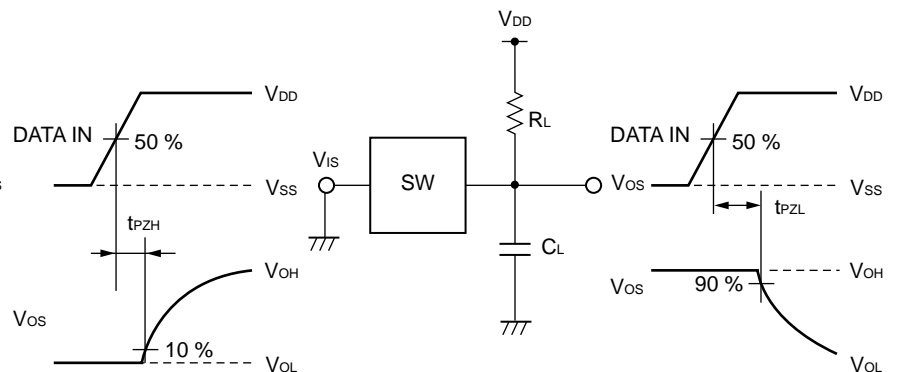 DATA IN
VDD
50 %
VSS
tPZH
VOH
VOS
10 %
VOL
VDD
RL
VIS
SW
VOS
CL
DATA IN
VDD
50 %
VSS
tPZL
VOH
VOS
90 %
VOL